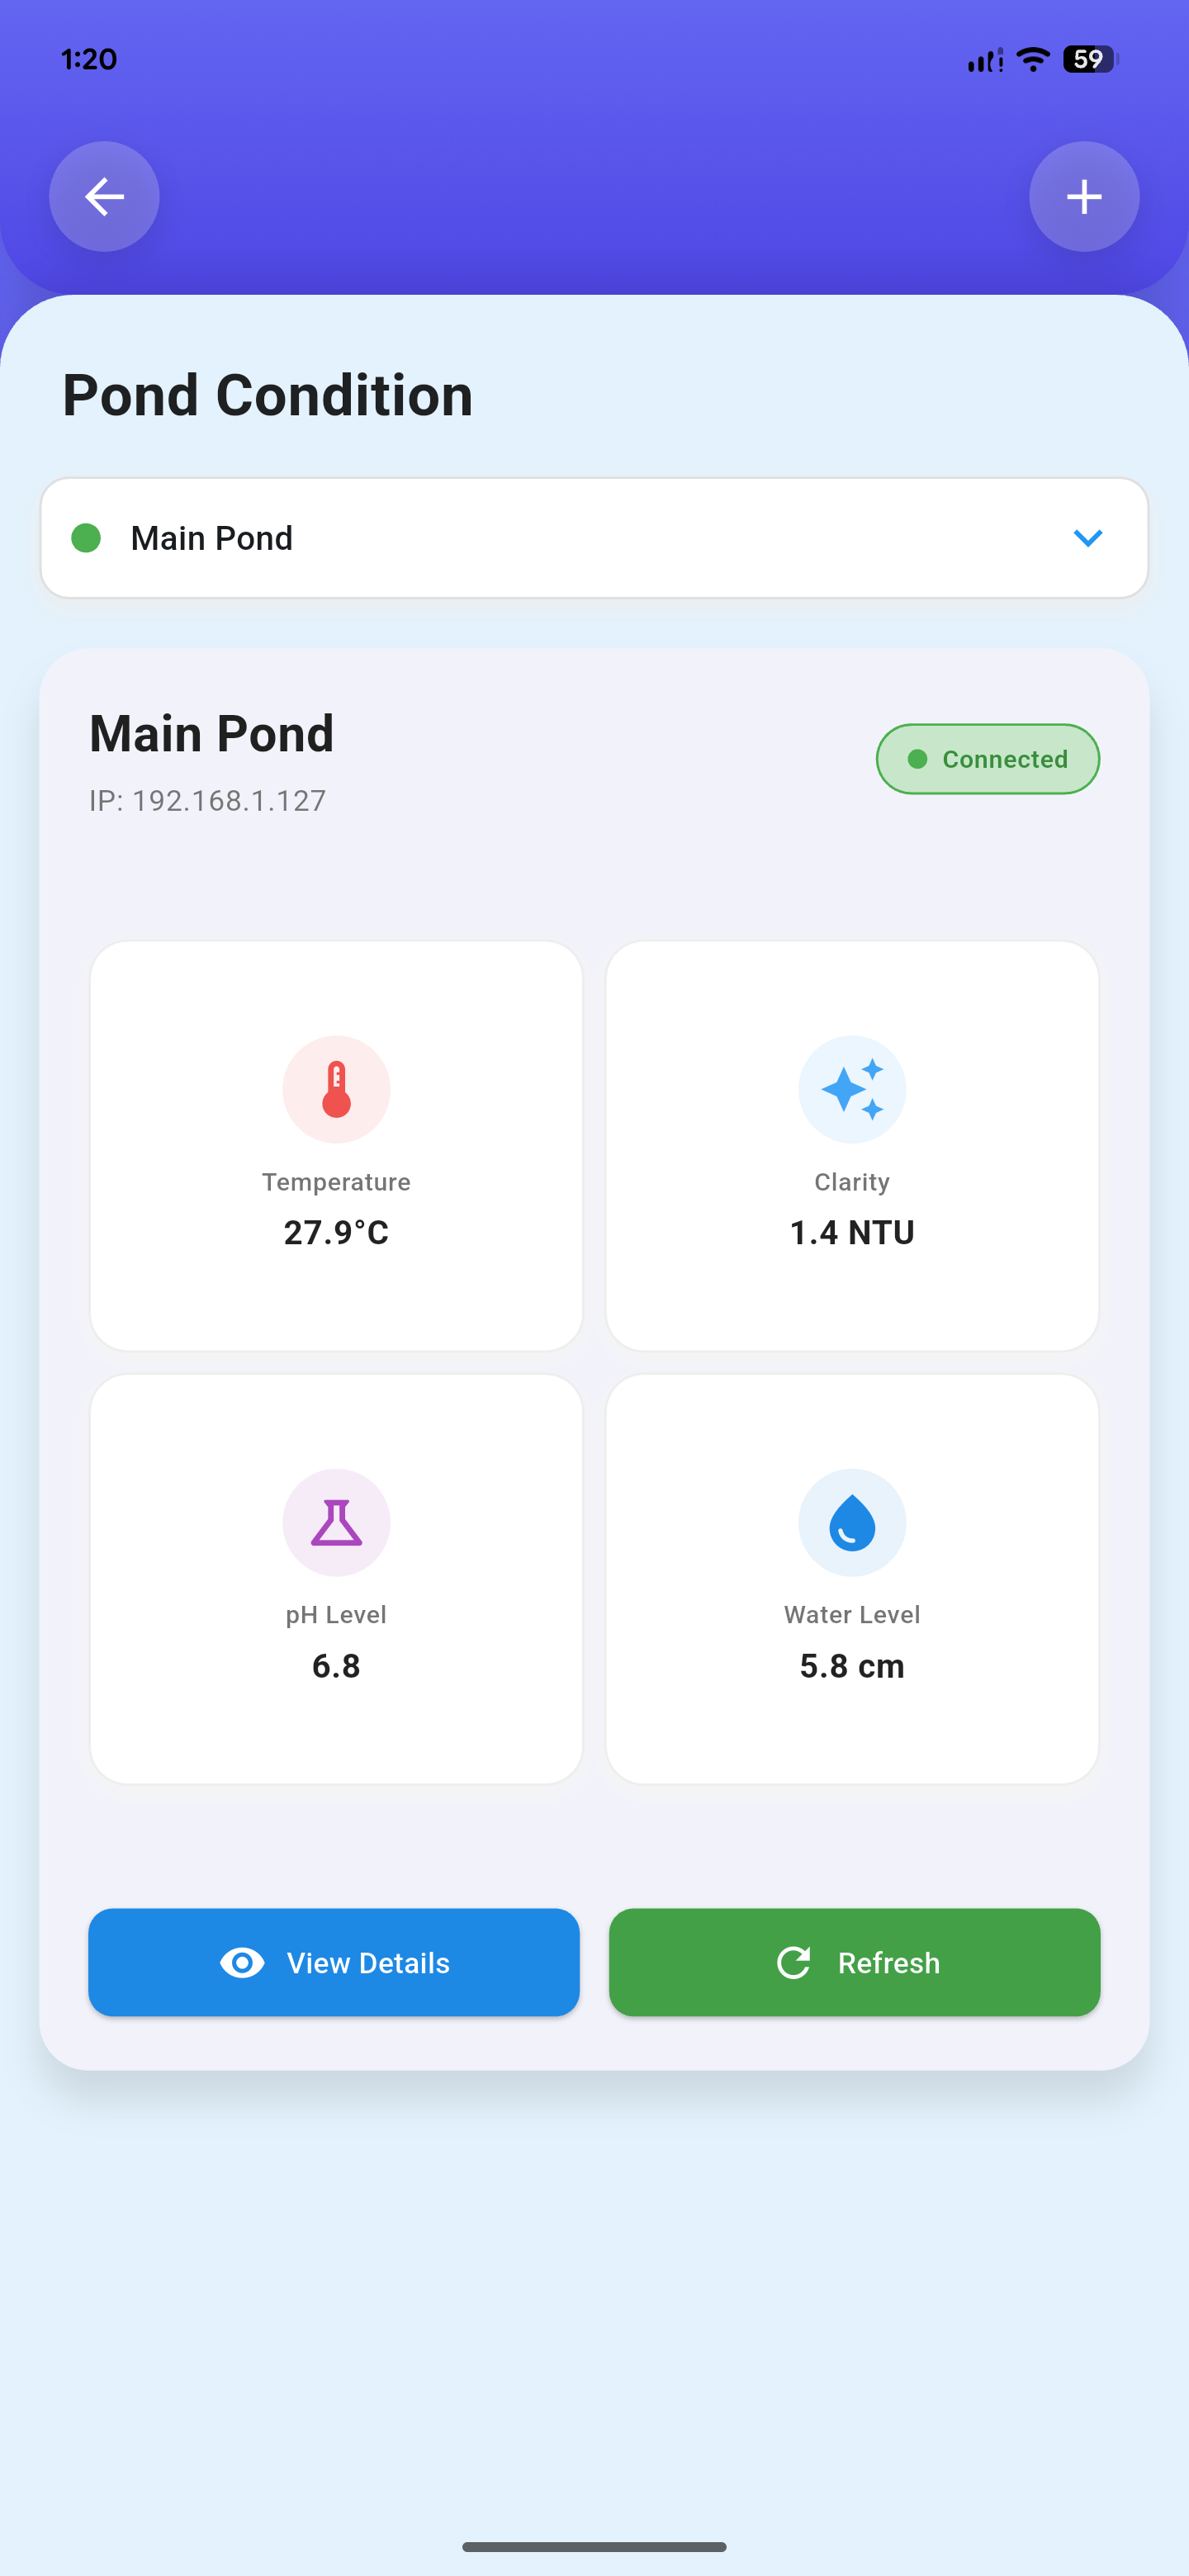 1:20
59
Pond Condition
Main Pond
Main Pond
Connected
IP: 192.168.1.127
Temperature
27.9°C
Clarity
1.4 NTU
pH Level
6.8
Water Level
5.8 cm
View Details
Refresh